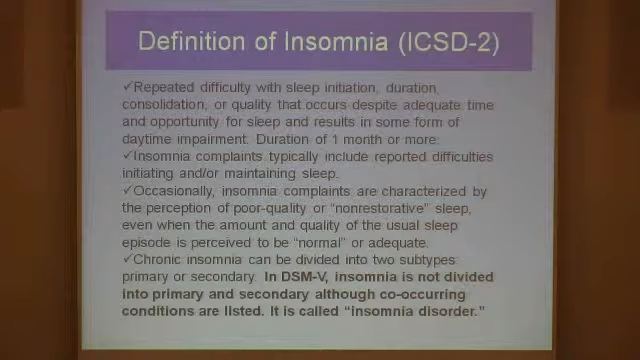 Definition of Insomnia (ICSD-2)
✓Repeated difficulty with sleep initiation, duration,
consolidation, or quality that occurs despite adequate time
and opportunity for sleep and results in some form of
daytime impairment. Duration of 1 month or more.
✓Insomnia complaints typically include reported difficulties
initiating and/or maintaining sleep.
✓Occasionally, insomnia complaints are characterized by
the perception of poor-quality or “nonrestorative” sleep,
even when the amount and quality of the usual sleep
episode is perceived to be “normal” or adequate.
✓Chronic insomnia can be divided into two subtypes:
primary or secondary. In DSM-V, insomnia is not divided
into primary and secondary although co-occurring
conditions are listed. It is called “insomnia disorder.”